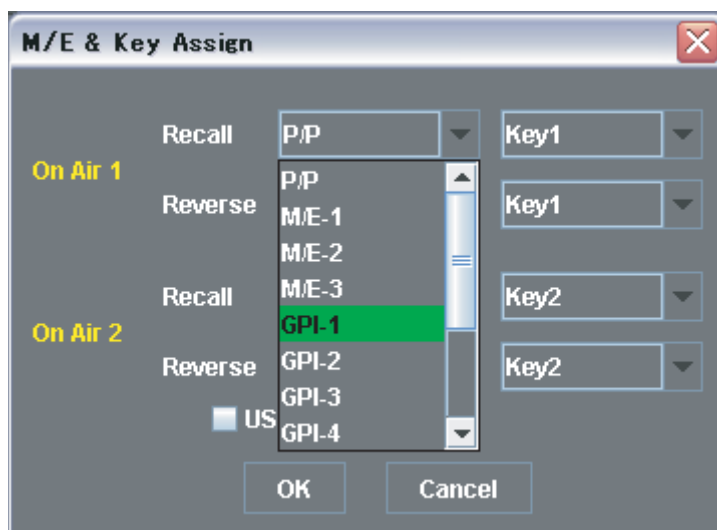 M/E & Key Assign
On Air 1
Recall
P/P
Key1
Reverse
Key1
P/P
M/E-1
M/E-2
M/E-3
GPI-1
GPI-2
GPI-3
GPI-4
On Air 2
Recall
Key2
Reverse
Key2
US
OK
Cancel